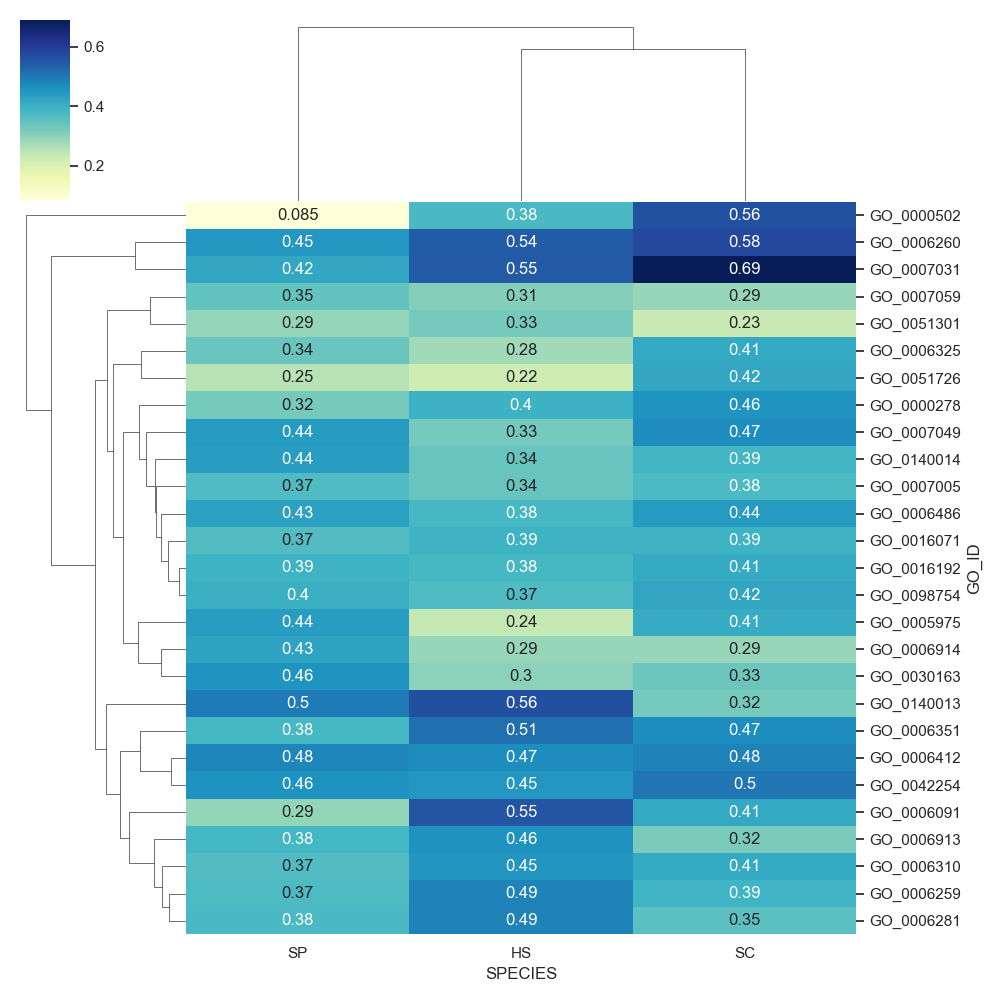 0.6
0.4
0.2
0.085 0.38 0.56 GO_0000502
0.45 0.54 0.58 GO_0006260
0.42 0.55 0.69 GO_0007031
0.35 0.31 0.29 GO_0007059
0.29 0.33 0.23 GO_0051301
0.34 0.28 0.41 GO_0006325
0.25 0.22 0.42 GO_0051726
0.32 0.4 0.46 GO_0000278
0.44 0.33 0.47 GO_0007049
0.44 0.34 0.39 GO_0140014
0.37 0.34 0.38 GO_0007005
0.43 0.38 0.44 GO_0006486
0.37 0.39 0.39 GO_0016071
0.39 0.38 0.41 GO_0016192
0.4 0.37 0.42 GO_0098754
0.44 0.24 0.41 GO_0005975
0.43 0.29 0.29 GO_0006914
0.46 0.3 0.33 GO_0030163
0.5 0.56 0.32 GO_0140013
0.38 0.51 0.47 GO_0006351
0.48 0.47 0.48 GO_0006412
0.46 0.45 0.5 GO_0042254
0.29 0.55 0.41 GO_0006091
0.38 0.46 0.32 GO_0006913
0.37 0.45 0.41 GO_0006310
0.37 0.49 0.39 GO_0006259
0.38 0.49 0.35 GO_0006281
GO_ID
SP HS SC
SPECIES